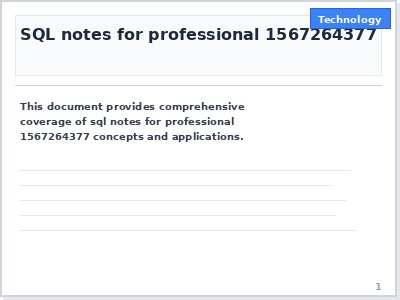 Technology
SQL notes for professional 1567264377
This document provides comprehensive
coverage of sql notes for professional
1567264377 concepts and applications.
1